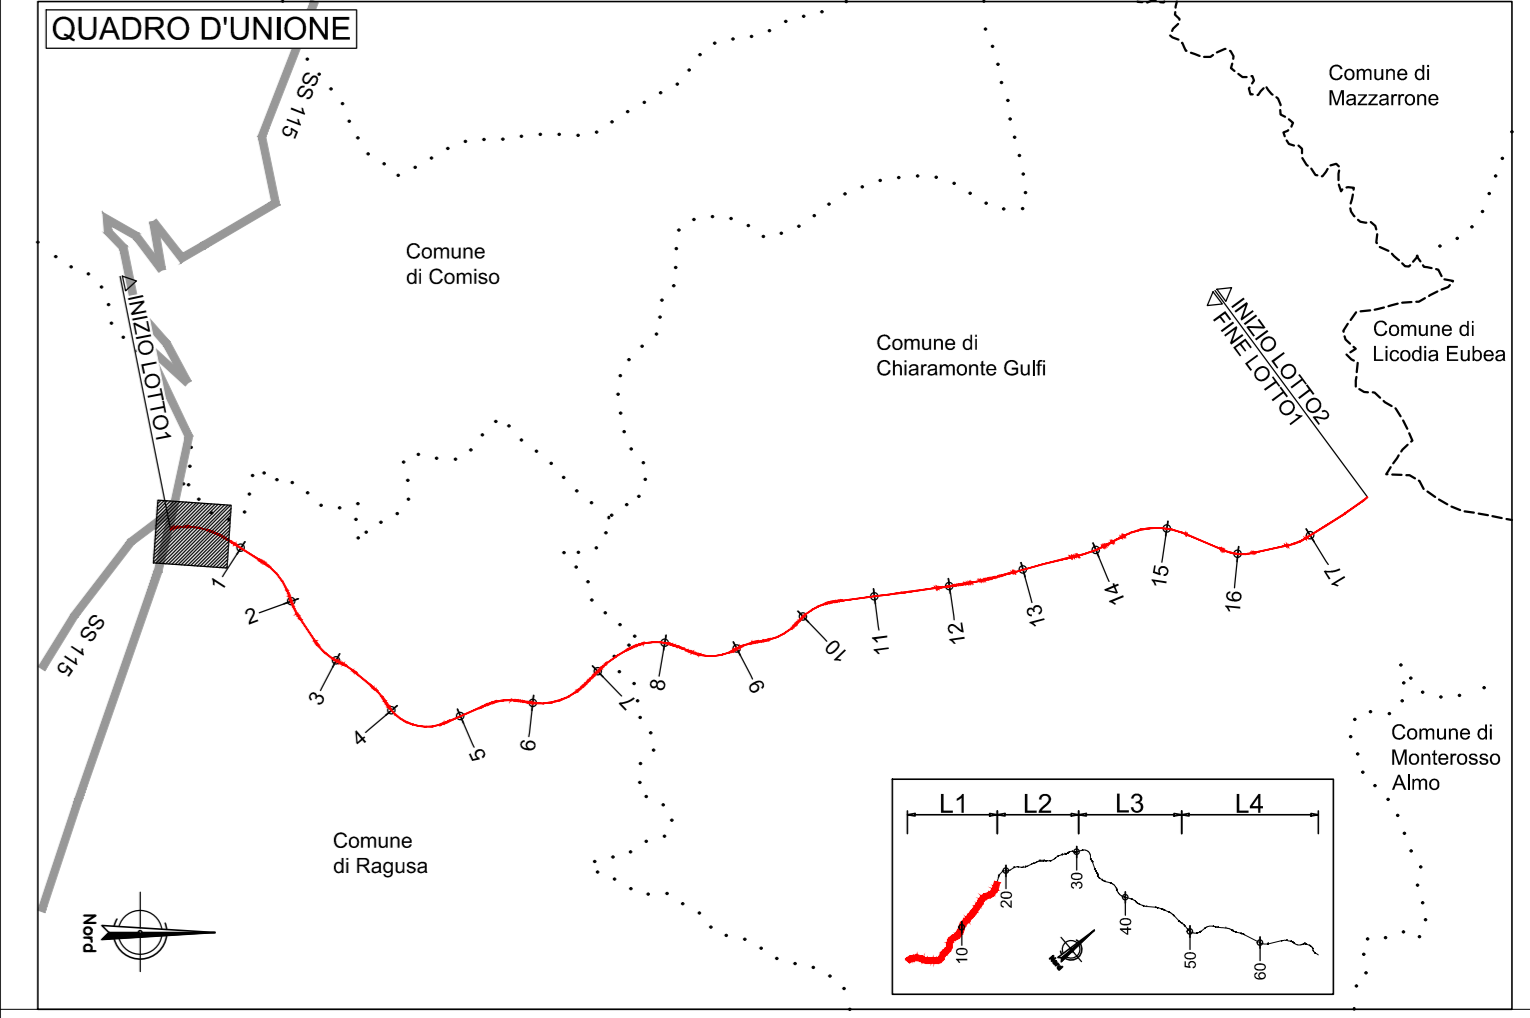 QUADRO D'UNIONE
SS 115
Comune di
Mazzarrone
Comune
di Comiso
INIZIO LOTTO1
Comune di
Chiaramonte Gulfi
INIZIO LOTTO2
FINE LOTTO1
Comune di
Licodia Eubea
1
2
3
4
5
6
7
8
9
10
11
12
13
14
15
16
17
SS 115
Comune di
Monterosso
Almo
Comune
di Ragusa
Nord
L1 L2 L3 L4
10
20
30
40
50
60